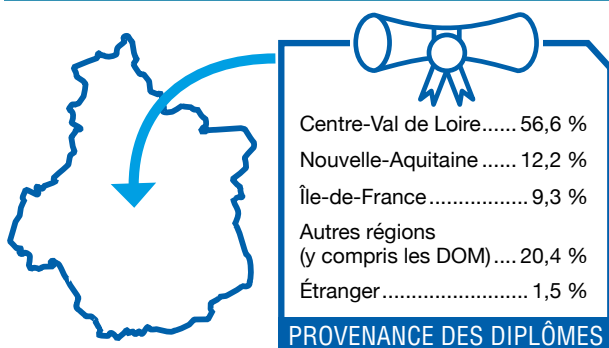 Centre-Val de Loire...... 56,6 %
Nouvelle-Aquitaine ...... 12,2 %
Île-de-France.................. 9,3 %
Autres régions
(y compris les DOM).... 20,4 %
Étranger.......................... 1,5 %
PROVENANCE DES DIPLÔMES